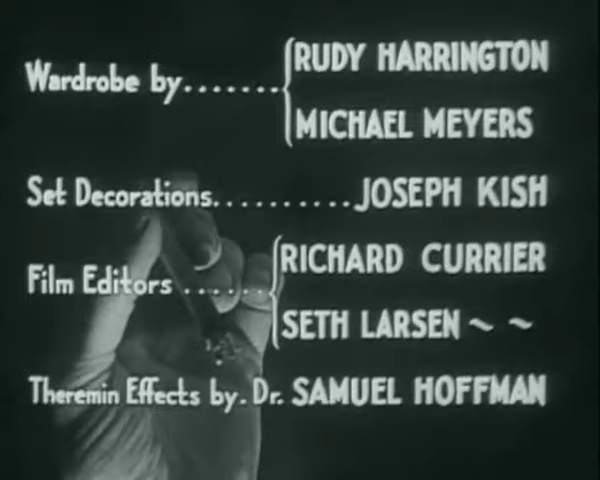 Wardrobe by.......{RUDY HARRINGTON
MICHAEL MEYERS
Set Decorations..........JOSEPH KISH
Film Editors ......{RICHARD CURRIER
SETH LARSEN ~ ~
Theremin Effects by. Dr. SAMUEL HOFFMAN